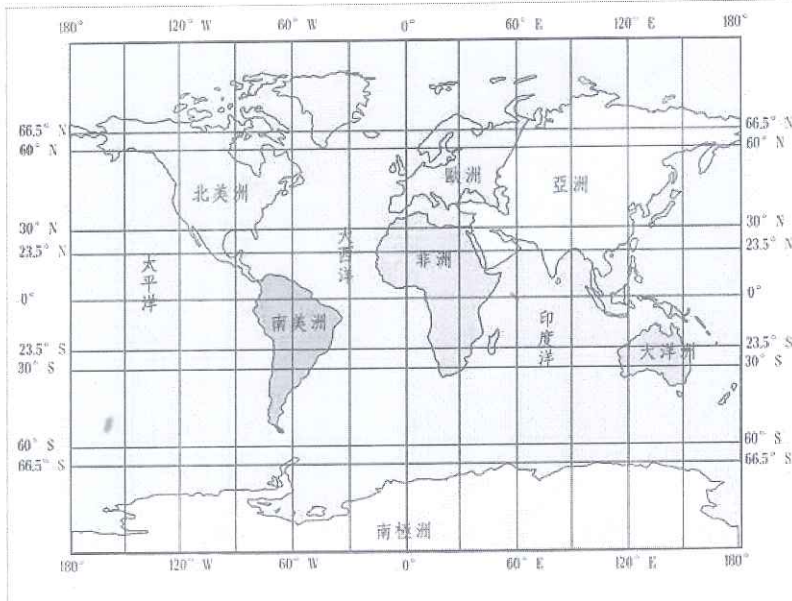 180° 120° W 60° W 0° 60° E 120° E 180°
66.5° N 66.5° N
60° N 60° N
歐洲
北美洲 亞洲
30° N 30° N
23.5° N 23.5° N
大西洋 非洲
太平洋
0° 0°
南美洲 印度洋
23.5° S 23.5° S
大洋洲
30° S 30° S
60° S 60° S
66.5° S 66.5° S
南極洲
180° 120° W 60° W 0° 60° E 120° E 180°